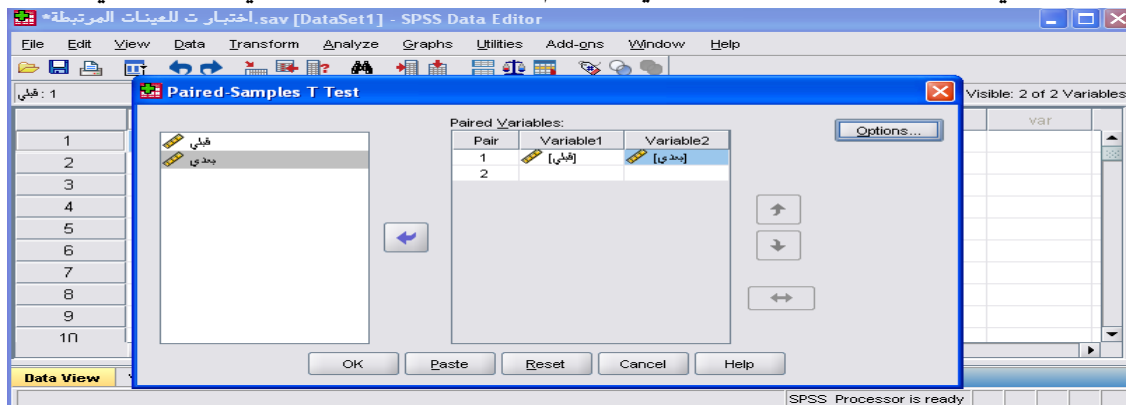 *اختبار ت للعينات المرتبطة.sav [DataSet1] - SPSS Data Editor
File Edit View Data Transform Analyze Graphs Utilities Add-ons Window Help
1 : قبلي
Visible: 2 of 2 Variables
var
1
2
3
4
5
6
7
8
9
10
Paired-Samples T Test
قبلي
بعدي
Paired Variables:
Pair Variable1 Variable2
1 [قبلي] [بعدي]
2
Options...
OK Paste Reset Cancel Help
Data View
SPSS Processor is ready